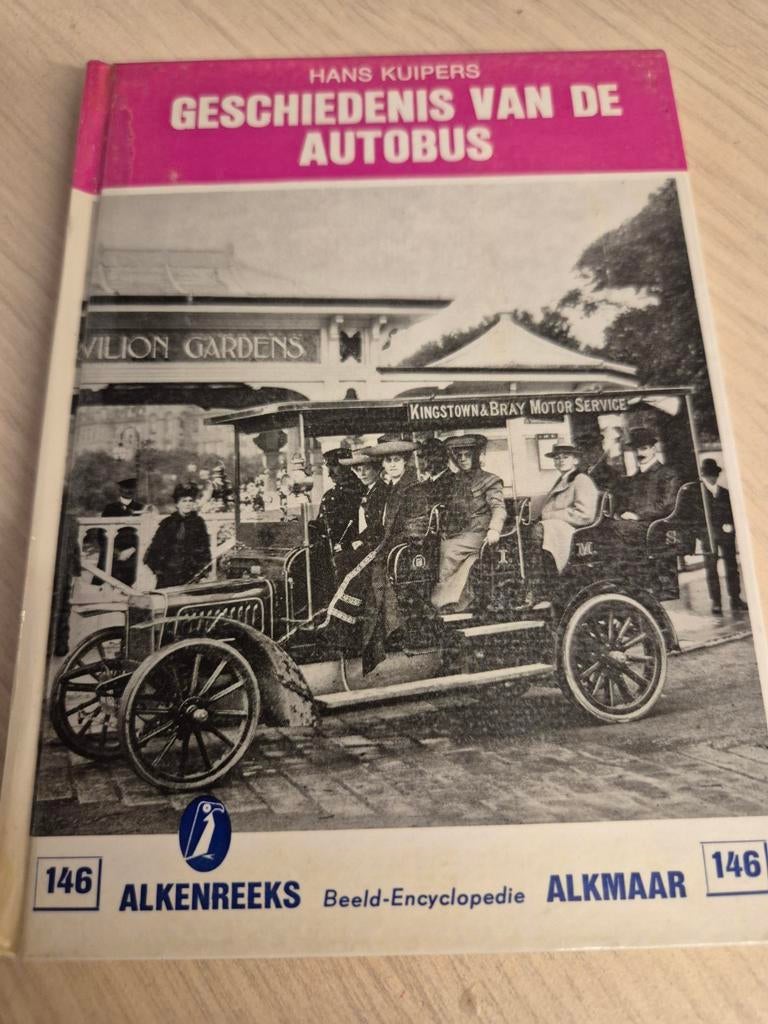 HANS KUIPERS
GESCHIEDENIS VAN DE
AUTOBUS
VILION GARDENS
KINGSTOWN & BRAY MOTOR SERVICE
I M S
146 ALKENREEKS Beeld-Encyclopedie ALKMAAR 146